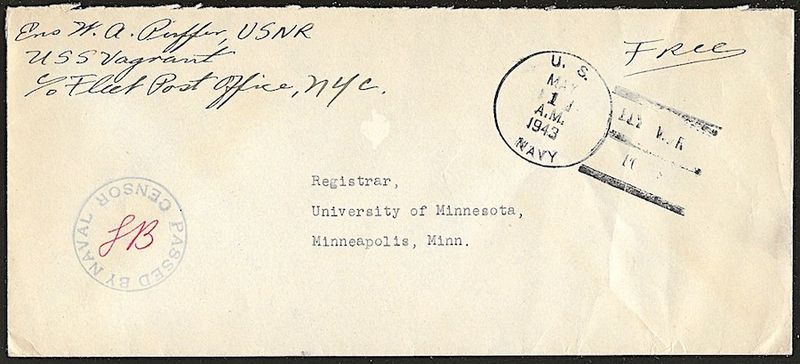 Ens W. A. Puffer, USNR
USS Vagrant
c/o Fleet Post Office, NYC.
Free
U. S.
MAY
1
A.M.
1943
NAVY
Registrar,
University of Minnesota,
Minneapolis, Minn.
PASSED BY NAVAL CENSOR